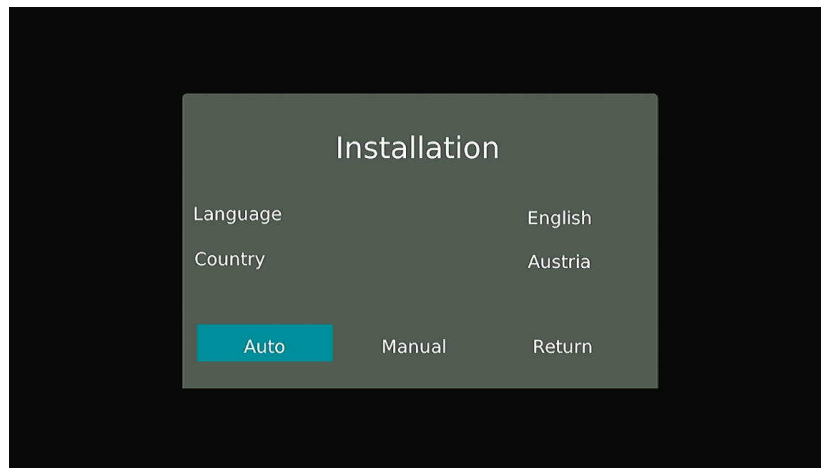 Installation
Language English
Country Austria
Auto Manual Return